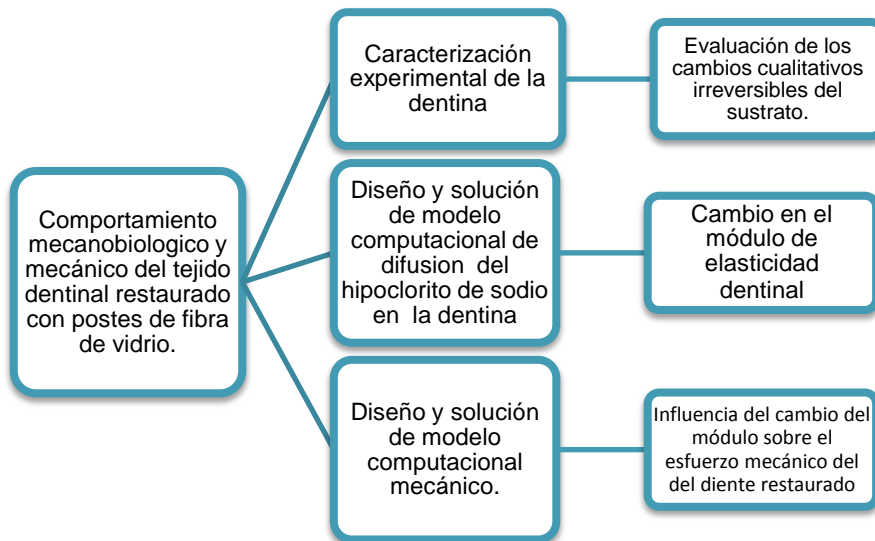 Comportamiento
mecanobiologico y
mecánico del tejido
dentinal restaurado
con postes de fibra
de vidrio.
Caracterización
experimental de la
dentina
Evaluación de los
cambios cualitativos
irreversibles del
sustrato.
Diseño y solución
de modelo
computacional de
difusion del
hipoclorito de sodio
en la dentina
Cambio en el
módulo de
elasticidad
dentinal
Diseño y solución
de modelo
computacional
mecánico.
Influencia del cambio del
módulo sobre el
esfuerzo mecánico del
del diente restaurado